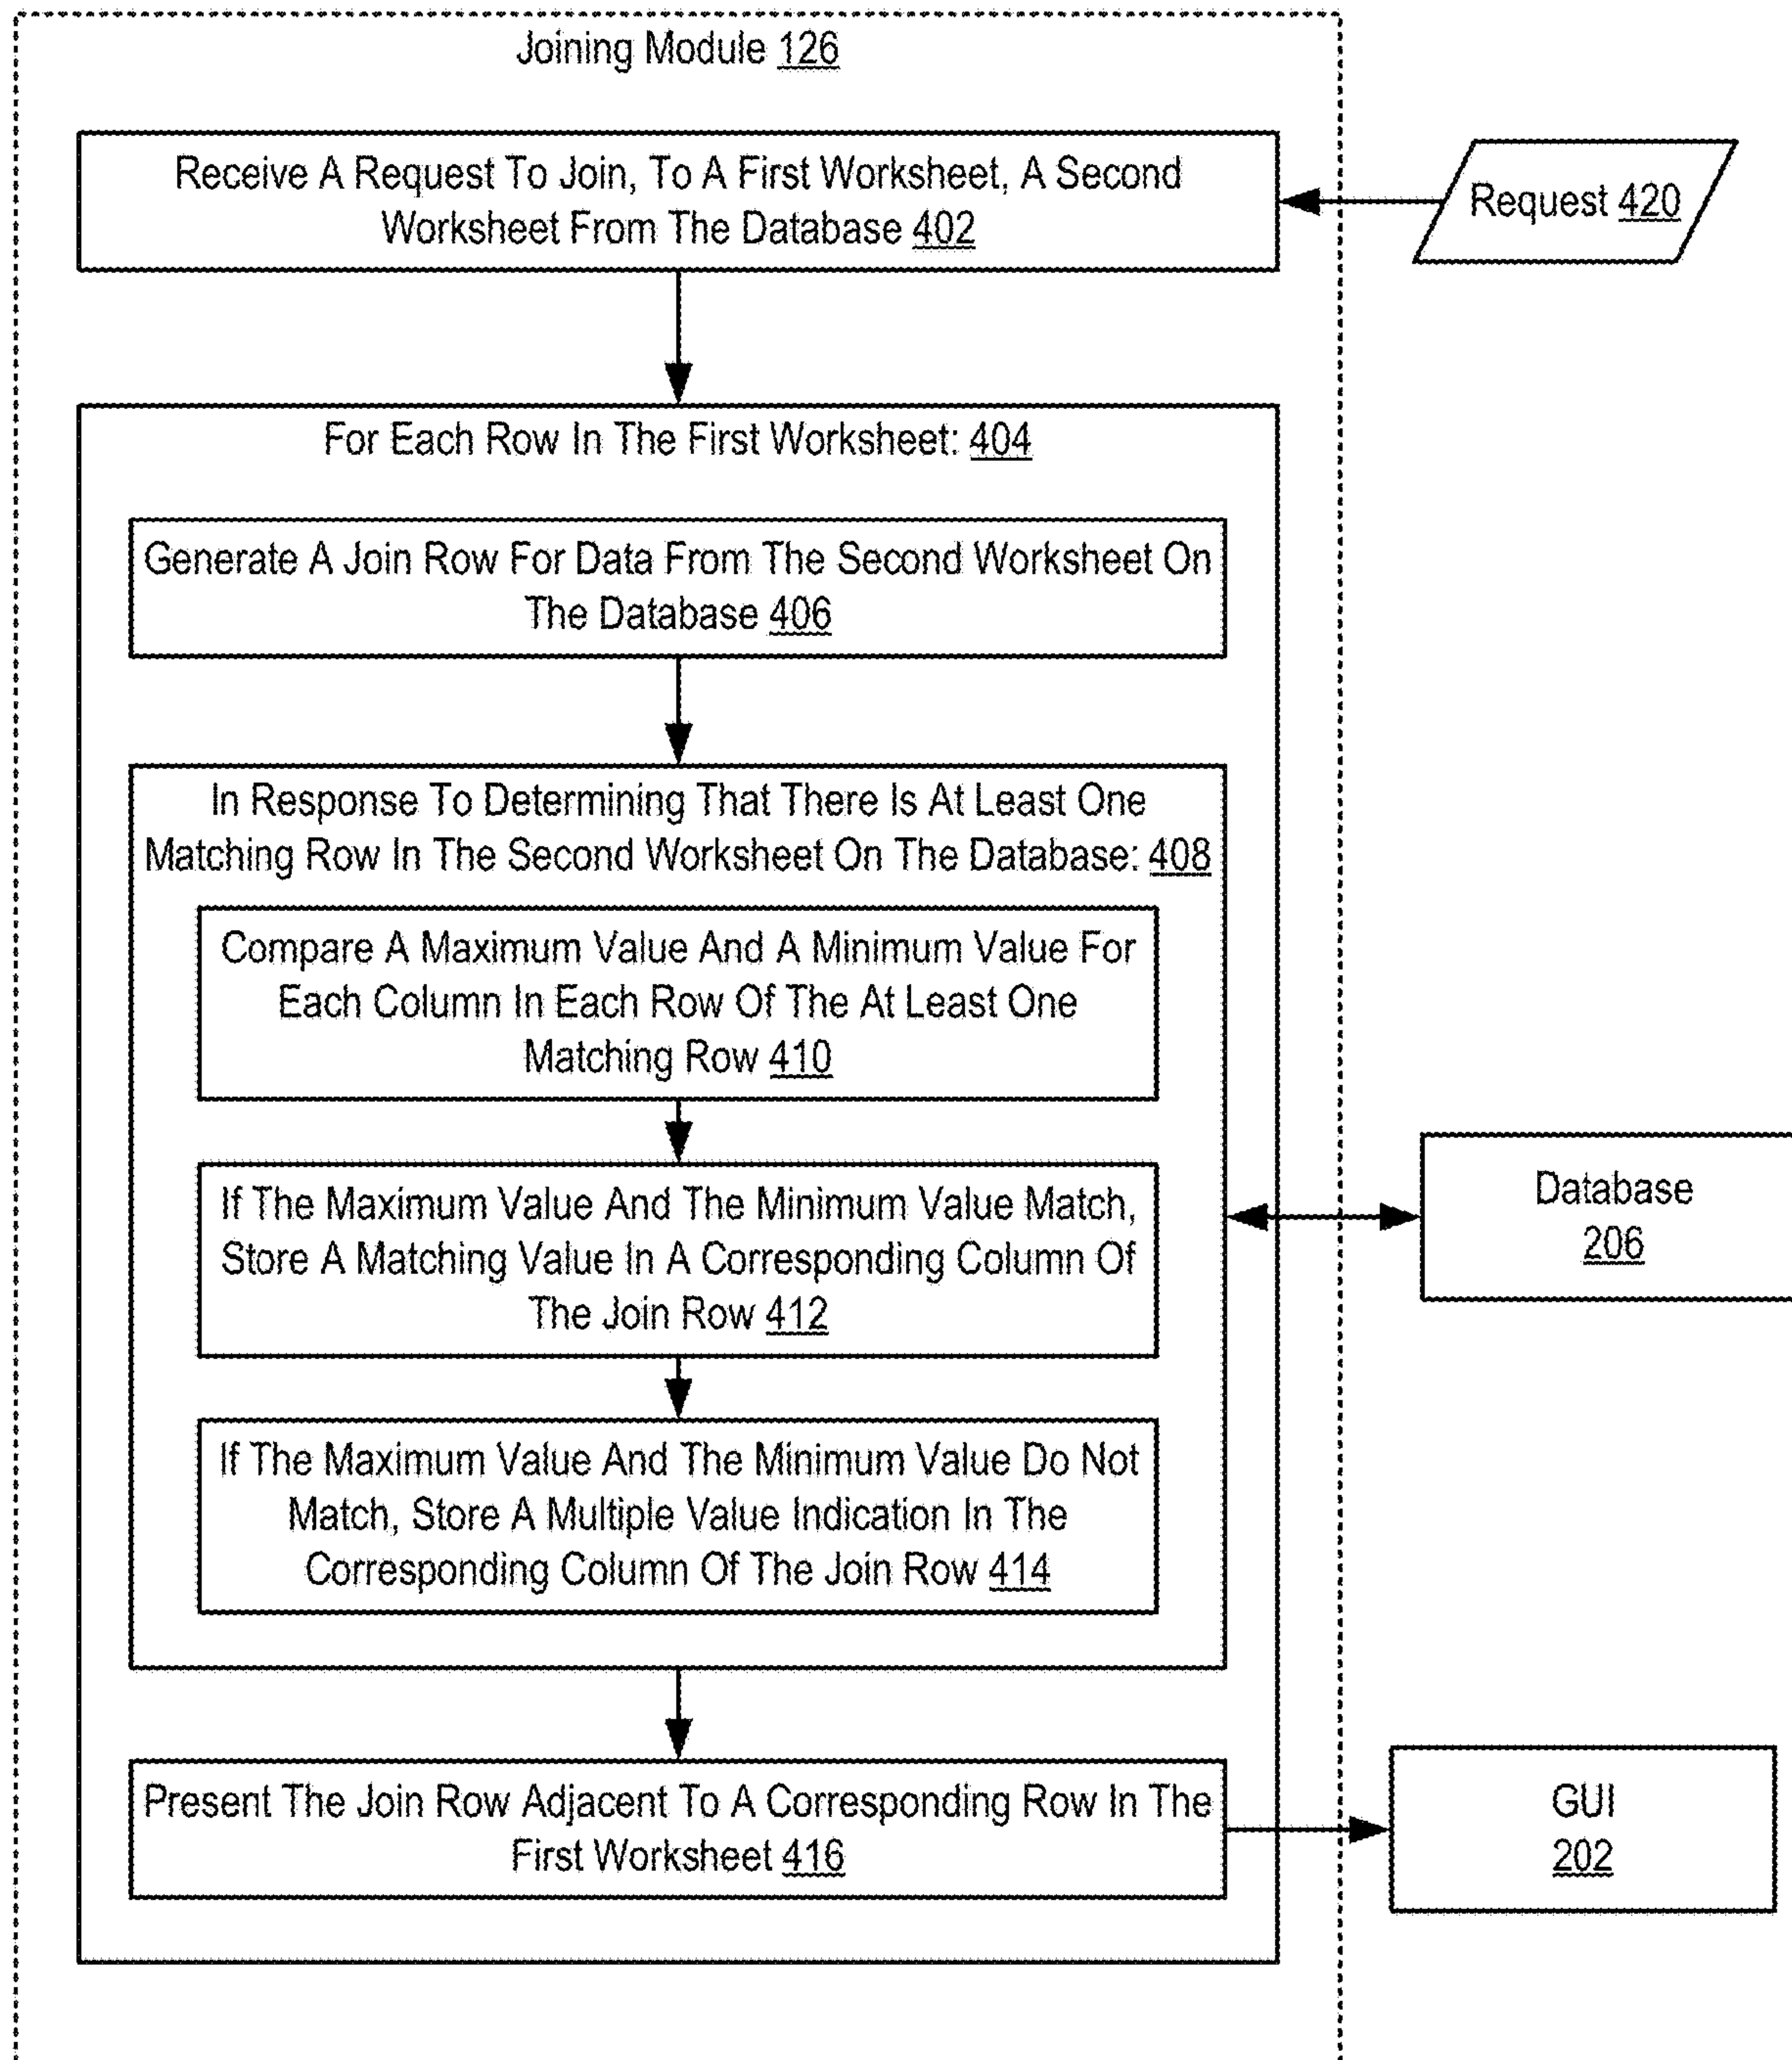 Joining Module 126
Receive A Request To Join, To A First Worksheet, A Second
Worksheet From The Database 402
Request 420
For Each Row In The First Worksheet: 404
Generate A Join Row For Data From The Second Worksheet On
The Database 406
In Response To Determining That There Is At Least One
Matching Row In The Second Worksheet On The Database: 408
Compare A Maximum Value And A Minimum Value For
Each Column In Each Row Of The At Least One
Matching Row 410
If The Maximum Value And The Minimum Value Match,
Store A Matching Value In A Corresponding Column Of
The Join Row 412
Database
206
If The Maximum Value And The Minimum Value Do Not
Match, Store A Multiple Value Indication In The
Corresponding Column Of The Join Row 414
Present The Join Row Adjacent To A Corresponding Row In The
First Worksheet 416
GUI
202